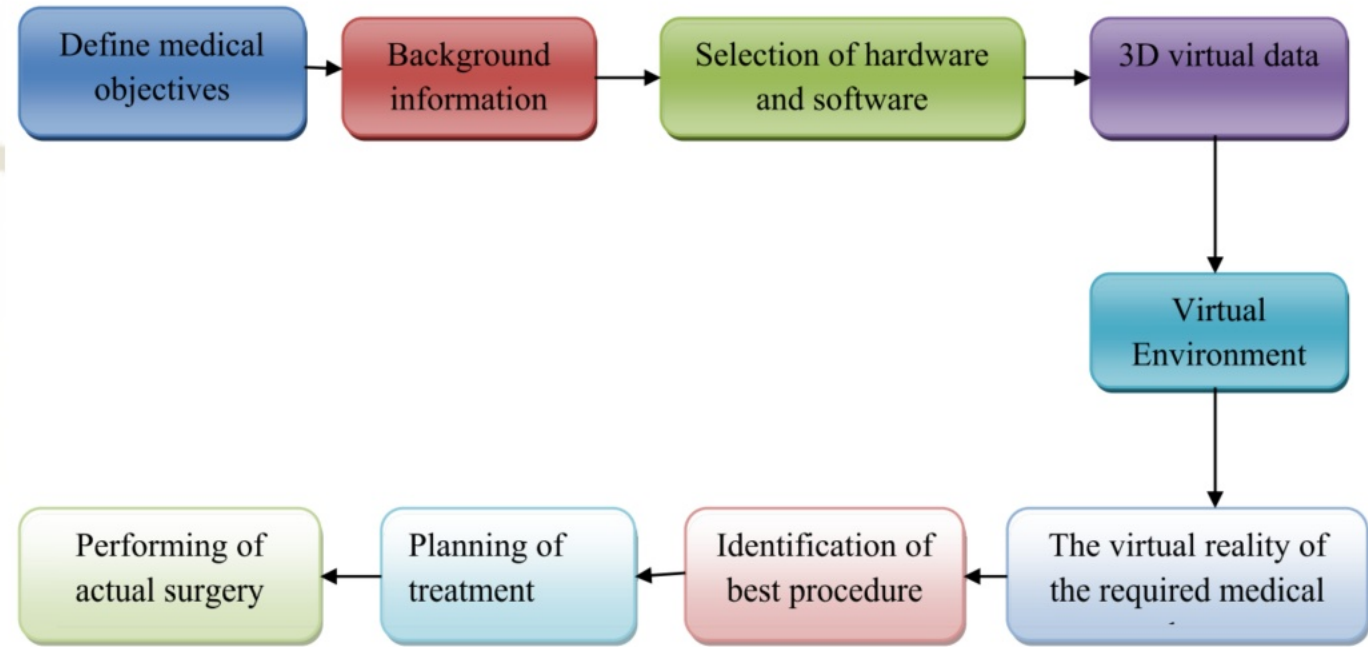 Define medical
objectives
Background
information
Selection of hardware
and software
3D virtual data
Virtual
Environment
The virtual reality of
the required medical
Identification of
best procedure
Planning of
treatment
Performing of
actual surgery